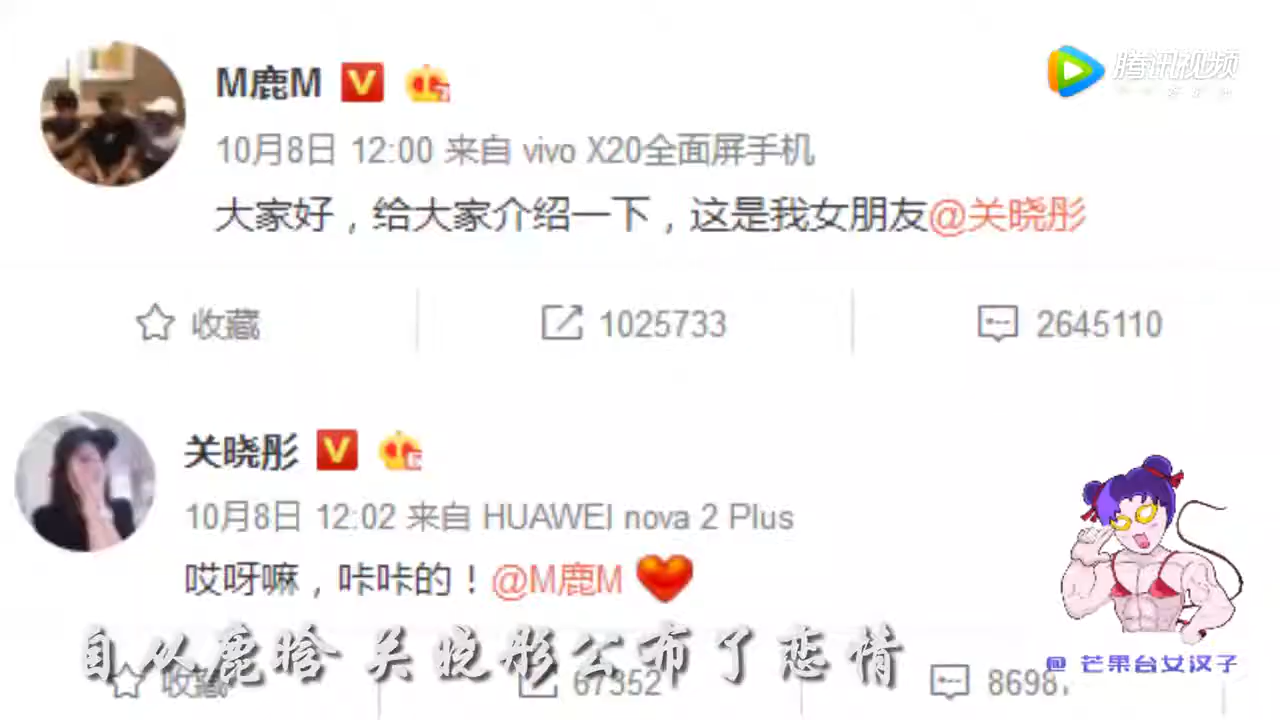 M鹿M
腾讯视频
10月8日 12:00 来自 vivo X20全面屏手机
大家好，给大家介绍一下，这是我女朋友@关晓彤
收藏 1025733 2645110
关晓彤
10月8日 12:02 来自 HUAWEI nova 2 Plus
哎呀嘛，咔咔的！@M鹿M
自从鹿晗 关晓彤公布了恋情
@ 芒果台女汉子
收藏 67352